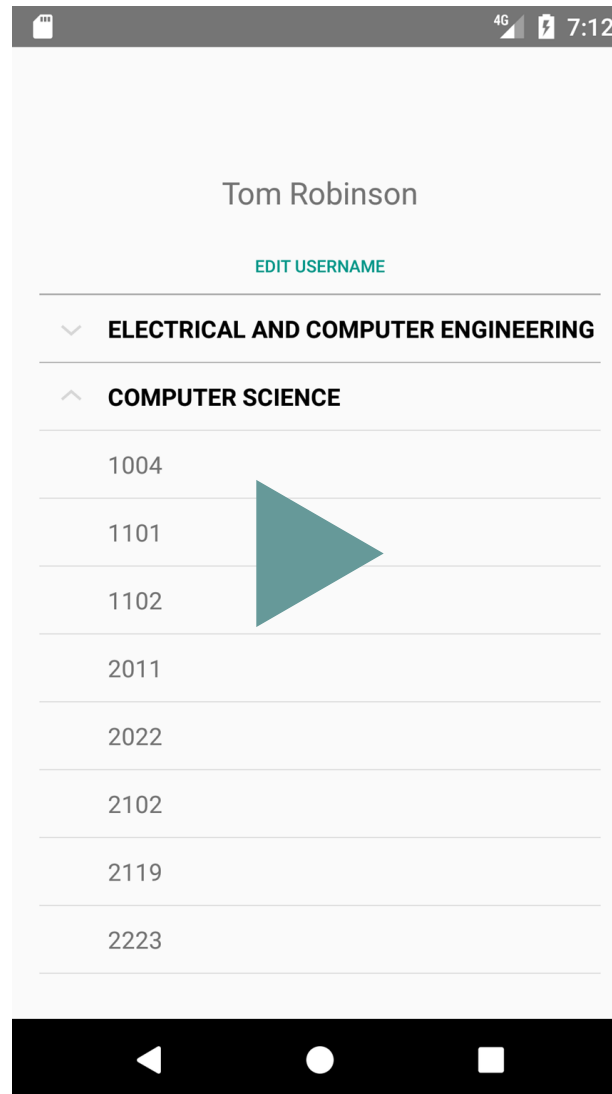 4G 7:12
Tom Robinson
EDIT USERNAME
ELECTRICAL AND COMPUTER ENGINEERING
COMPUTER SCIENCE
1004
1101
1102
2011
2022
2102
2119
2223